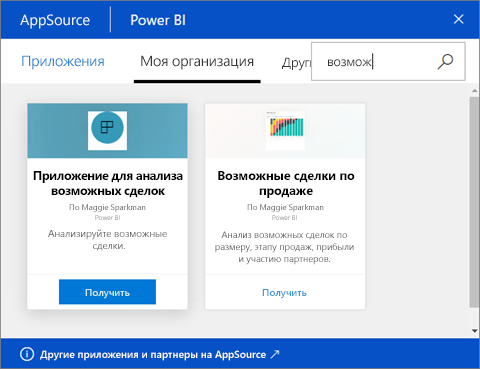 AppSource Power BI
Приложения Моя организация Други возмож
Приложение для анализа
возможных сделок
По Maggie Sparkman
Power BI
Анализируйте возможные
сделки.
Получить
Возможные сделки по
продаже
По Maggie Sparkman
Power BI
Анализ возможных сделок по
размеру, этапу продаж, прибыли
и участию партнеров.
Получить
Другие приложения и партнеры на AppSource